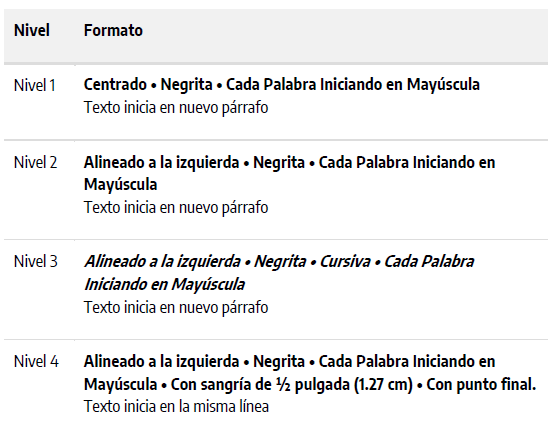 Nivel Formato
Nivel 1 Centrado • Negrita • Cada Palabra Iniciando en Mayúscula
Texto inicia en nuevo párrafo
Nivel 2 Alineado a la izquierda • Negrita • Cada Palabra Iniciando en
Mayúscula
Texto inicia en nuevo párrafo
Nivel 3 Alineado a la izquierda • Negrita • Cursiva • Cada Palabra
Iniciando en Mayúscula
Texto inicia en nuevo párrafo
Nivel 4 Alineado a la izquierda • Negrita • Cada Palabra Iniciando en
Mayúscula • Con sangría de ½ pulgada (1.27 cm) • Con punto final.
Texto inicia en la misma línea